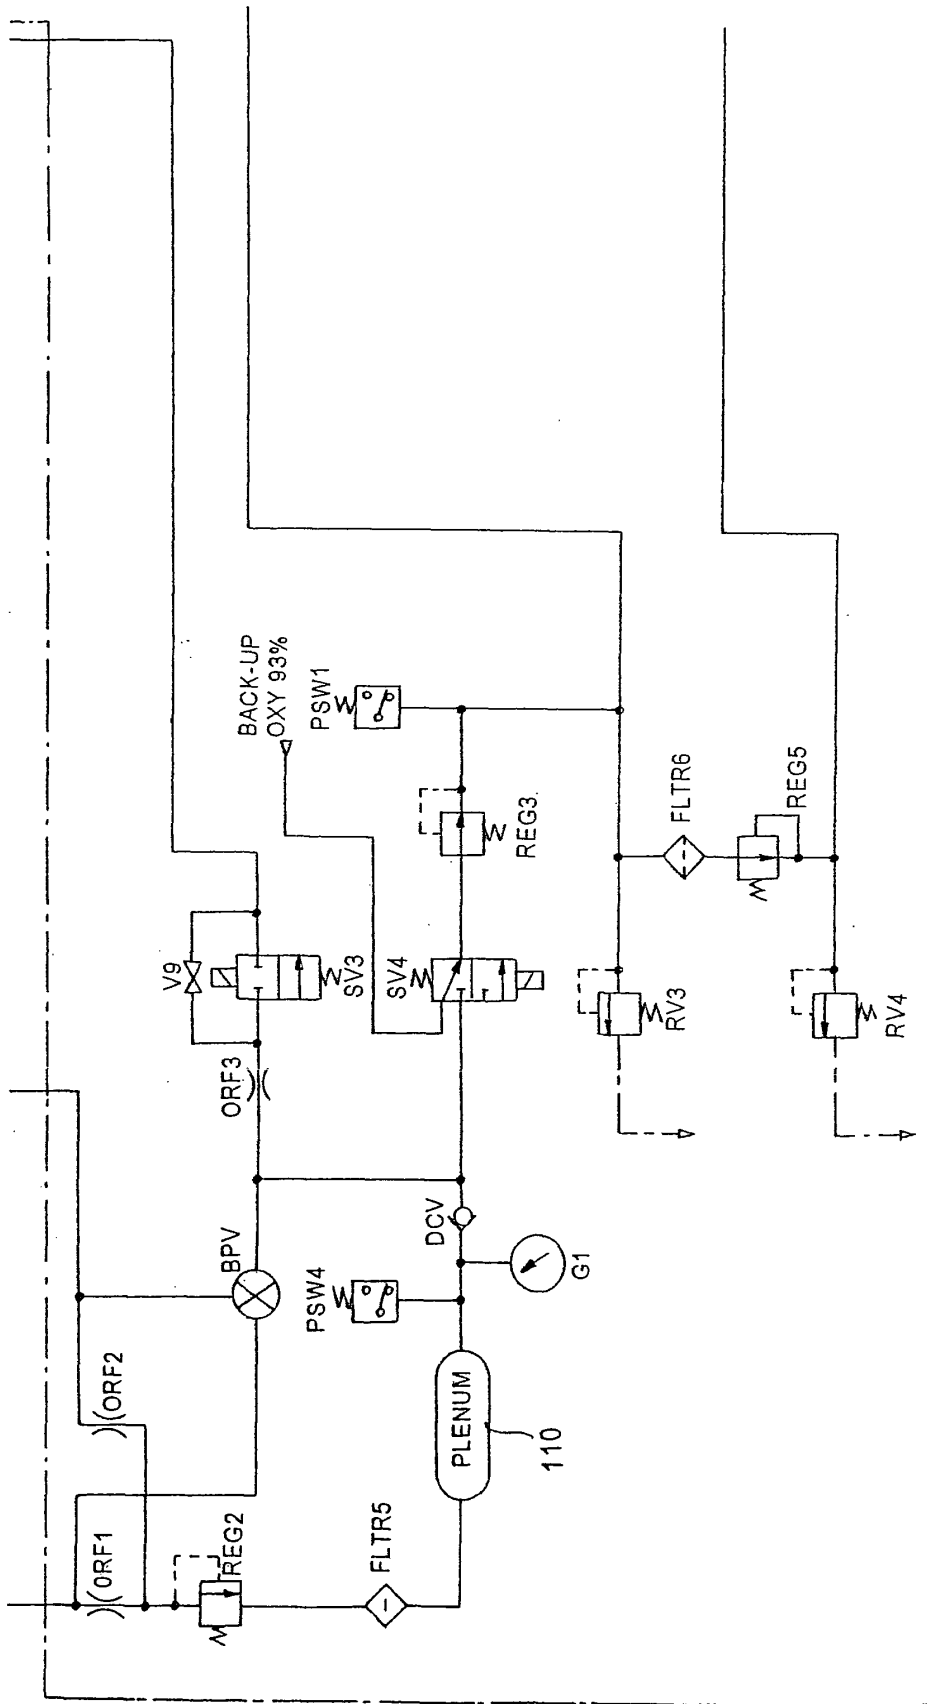 ORF1
ORF2
REG2
FLTR5
PLENUM
110
BPV
PSW4
DCV
G1
ORF3
V9
SV3
SV4
BACK-UP
OXY 93%
PSW1
REG3
RV3
FLTR6
REG5
RV4